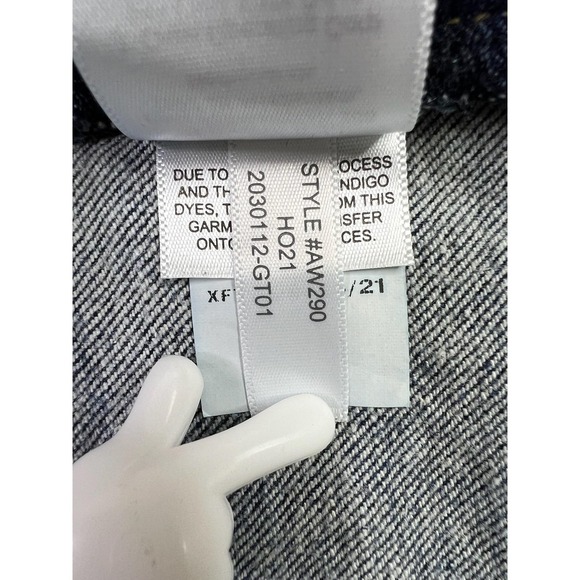 DUE TO OCESS
AND TH NDIGO
DYES, T OM THIS
GARM SFER
ONTO CES.
STYLE #AW290
HO21
2030112-GT01
XF /21